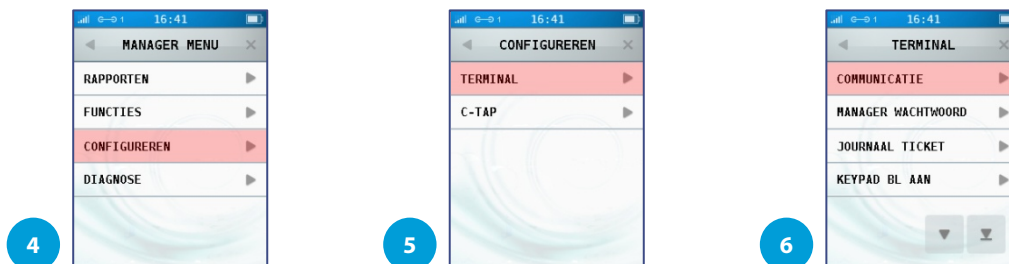 16:41
MANAGER MENU
RAPPORTEN
FUNCTIES
CONFIGUREREN
DIAGNOSE
4
16:41
CONFIGUREREN
TERMINAL
C-TAP
5
16:41
TERMINAL
COMMUNICATIE
MANAGER WACHTWOORD
JOURNAAL TICKET
KEYPAD BL AAN
6